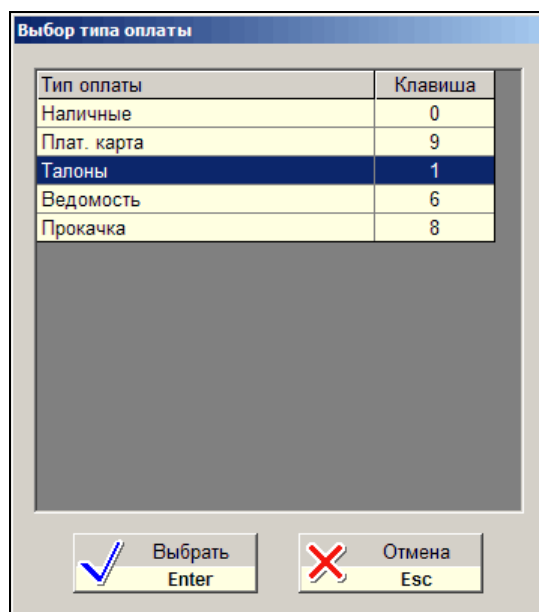 Выбор типа оплаты
Тип оплаты Клавиша
Наличные 0
Плат. карта 9
Талоны 1
Ведомость 6
Прокачка 8
Выбрать Отмена
Enter Esc